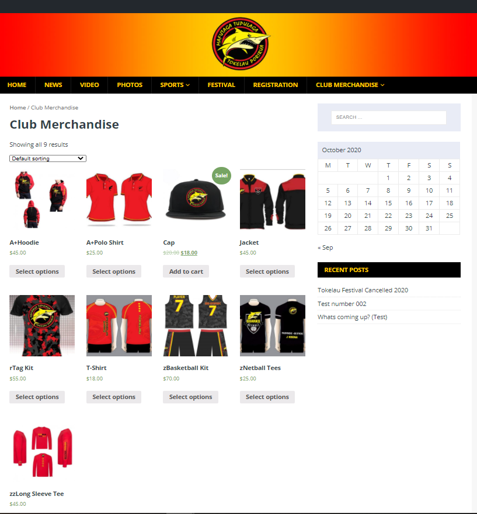 MAFUTAGA TUPULAGA
TOKELAU PORIRUA
HOME
NEWS
VIDEO
PHOTOS
SPORTS
FESTIVAL
REGISTRATION
CLUB MERCHANDISE
Home / Club Merchandise
Club Merchandise
Showing all 9 results
Default sorting
Sale!
A+Hoodie
A+Polo Shirt
Cap
Jacket
$45.00
$25.00
$18.00
$45.00
Select options
Select options
Add to cart
Select options
7
7
rTag Kit
T-Shirt
zBasketball Kit
zNetball Tees
$55.00
$18.00
$70.00
$25.00
Select options
Select options
Select options
Select options
zzLong Sleeve Tee
$45.00
SEARCH …
October 2020
M T W T F S S
1 2 3 4
5 6 7 8 9 10 11
12 13 14 15 16 17 18
19 20 21 22 23 24 25
26 27 28 29 30 31
« Sep
RECENT POSTS
Tokelau Festival Cancelled 2020
Test number 002
Whats coming up? (Test)